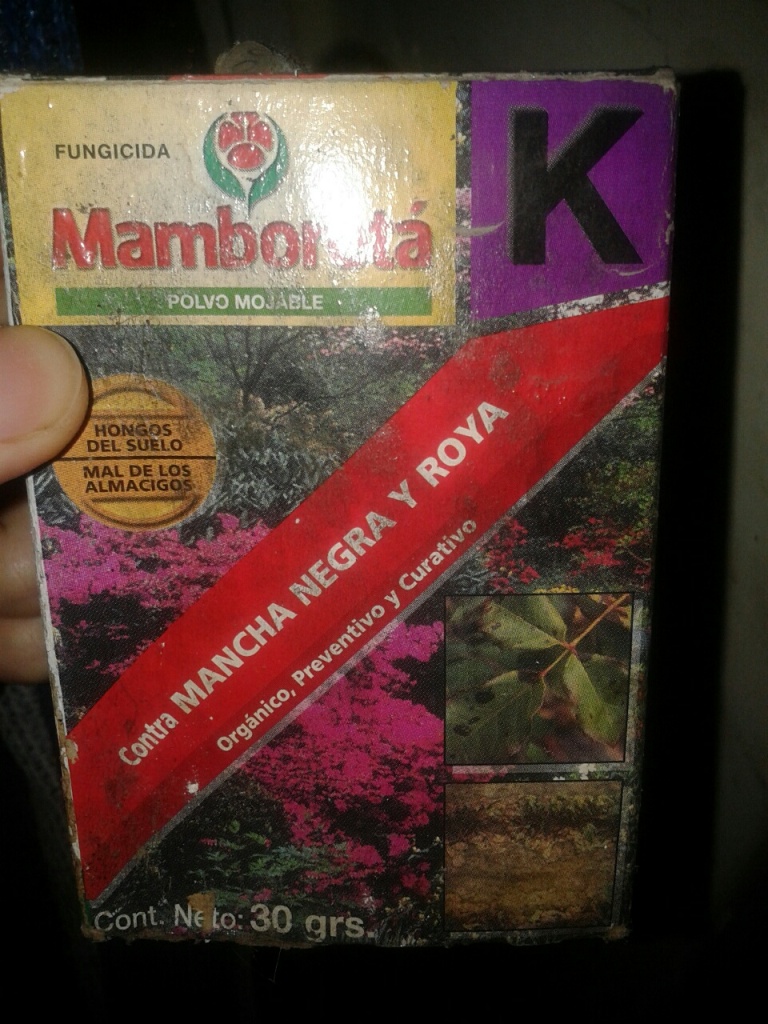 FUNGICIDA
Mamboretá
POLVO MOJABLE
K
HONGOS
DEL SUELO
MAL DE LOS
ALMACIGOS
Contra MANCHA NEGRA Y ROYA
Orgánico, Preventivo y Curativo
Cont. Neto: 30 grs.